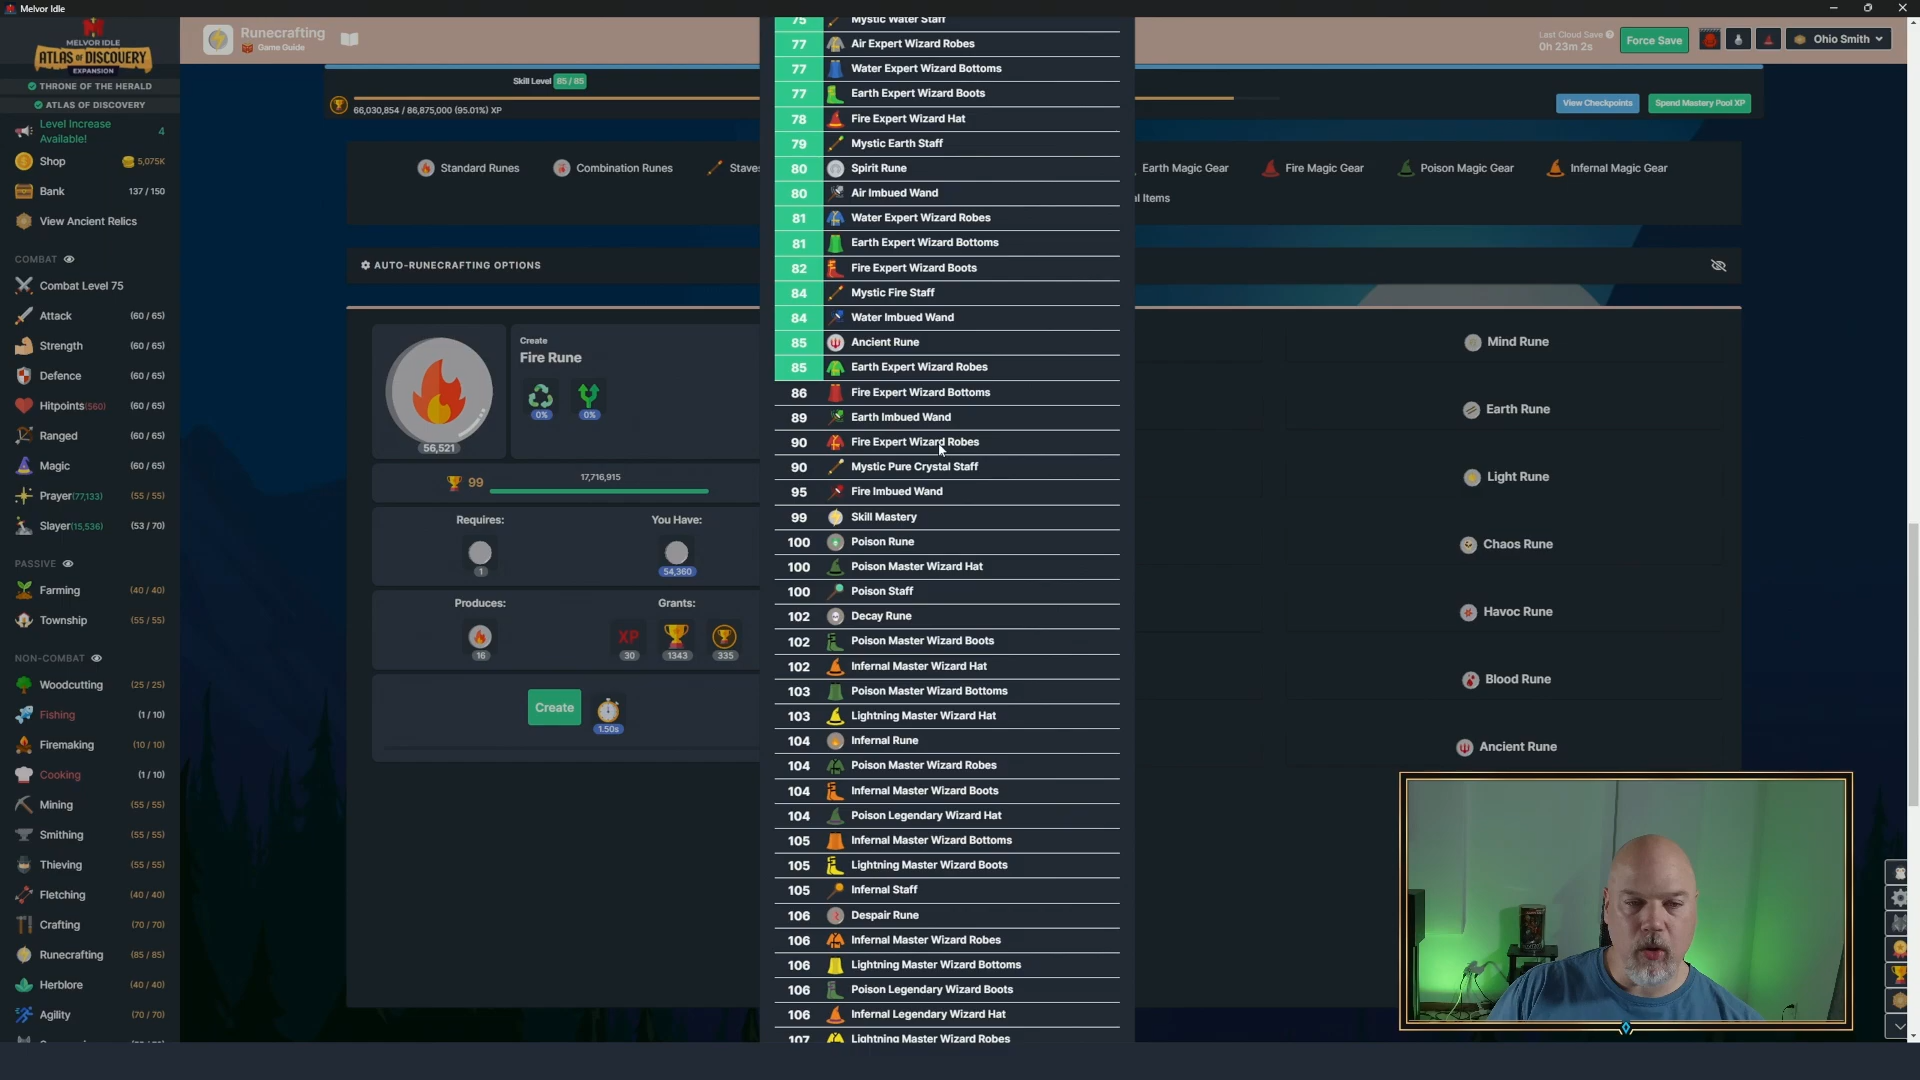 Melvor Idle
MELVOR IDLE
ATLAS OF DISCOVERY
EXPANSION
THRONE OF THE HERALD
ATLAS OF DISCOVERY
Level Increase
Available! 4
Shop 5,075K
Bank 137 / 150
View Ancient Relics
COMBAT
Combat Level 75
Attack (60 / 65)
Strength (60 / 65)
Defence (60 / 65)
Hitpoints(560) (60 / 65)
Ranged (60 / 65)
Magic (60 / 65)
Prayer(77,133) (55 / 55)
Slayer(15,536) (53 / 70)
PASSIVE
Farming (40 / 40)
Township (55 / 55)
NON-COMBAT
Woodcutting (25 / 25)
Fishing (1 / 10)
Firemaking (10 / 10)
Cooking (1 / 10)
Mining (55 / 55)
Smithing (55 / 55)
Thieving (55 / 55)
Fletching (40 / 40)
Crafting (70 / 70)
Runecrafting (85 / 85)
Herblore (40 / 40)
Agility (70 / 70)
Runecrafting
Game Guide
Last Cloud Save
0h 23m 2s
Force Save
Ohio Smith
Skill Level 85 / 85
66,030,854 / 86,875,000 (95.01%) XP
View Checkpoints
Spend Mastery Pool XP
Standard Runes
Combination Runes
Staves
Earth Magic Gear
Fire Magic Gear
Poison Magic Gear
Infernal Magic Gear
al Items
AUTO-RUNECRAFTING OPTIONS
Create
Fire Rune
0% 0%
56,521
99 17,716,915
Requires: You Have:
1 54,360
Produces: Grants:
XP
16 30 1343 335
Create 1.50s
75 Mystic Water Staff
77 Air Expert Wizard Robes
77 Water Expert Wizard Bottoms
77 Earth Expert Wizard Boots
78 Fire Expert Wizard Hat
79 Mystic Earth Staff
80 Spirit Rune
80 Air Imbued Wand
81 Water Expert Wizard Robes
81 Earth Expert Wizard Bottoms
82 Fire Expert Wizard Boots
84 Mystic Fire Staff
84 Water Imbued Wand
85 Ancient Rune
85 Earth Expert Wizard Robes
86 Fire Expert Wizard Bottoms
89 Earth Imbued Wand
90 Fire Expert Wizard Robes
90 Mystic Pure Crystal Staff
95 Fire Imbued Wand
99 Skill Mastery
100 Poison Rune
100 Poison Master Wizard Hat
100 Poison Staff
102 Decay Rune
102 Poison Master Wizard Boots
102 Infernal Master Wizard Hat
103 Poison Master Wizard Bottoms
103 Lightning Master Wizard Hat
104 Infernal Rune
104 Poison Master Wizard Robes
104 Infernal Master Wizard Boots
104 Poison Legendary Wizard Hat
105 Infernal Master Wizard Bottoms
105 Lightning Master Wizard Boots
105 Infernal Staff
106 Despair Rune
106 Infernal Master Wizard Robes
106 Lightning Master Wizard Bottoms
106 Poison Legendary Wizard Boots
106 Infernal Legendary Wizard Hat
107 Lightning Master Wizard Robes
Mind Rune
Earth Rune
Light Rune
Chaos Rune
Havoc Rune
Blood Rune
Ancient Rune